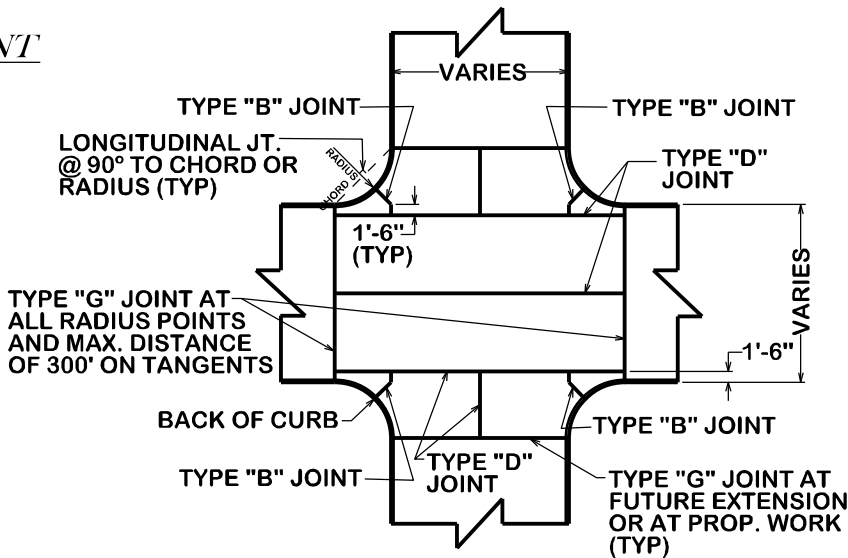 NT
VARIES
TYPE "B" JOINT
TYPE "B" JOINT
LONGITUDINAL JT.
@ 90º TO CHORD OR
RADIUS (TYP)
RADIUS
CHORD
TYPE "D"
JOINT
1'-6"
(TYP)
VARIES
TYPE "G" JOINT AT
ALL RADIUS POINTS
AND MAX. DISTANCE
OF 300' ON TANGENTS
1'-6"
BACK OF CURB
TYPE "B" JOINT
TYPE "B" JOINT
TYPE "D"
JOINT
TYPE "G" JOINT AT
FUTURE EXTENSION
OR AT PROP. WORK
(TYP)